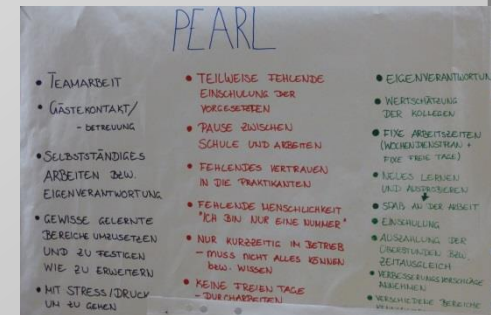 PEARL
• TEAMARBEIT
• GÄSTEKONTAKT/
- BETREUUNG
• SELBSTSTÄNDIGES
ARBEITEN BZW.
EIGENVERANTWORTUNG
• GEWISSE GELERNTE
BEREICHE UMZUSETZEN
UND ZU FESTIGEN
WIE ZU ERWEITERN
• MIT STRESS/DRUCK
UM ZU GEHEN
• TEILWEISE FEHLENDE
EINSCHULUNG DER
VORGESETZTEN
• PAUSE ZWISCHEN
SCHULE UND ARBEITEN
• FEHLENDES VERTRAUEN
IN DIE PRAKTIKANTEN
• FEHLENDE MENSCHLICHKEIT
"ICH BIN NUR EINE NUMMER"
• NUR KURZZEITIG IM BETRIEB
- MUSS NICHT ALLES KÖNNEN
BZW. WISSEN
• KEINE FREIEN TAGE
- DURCHARBEITEN
• EIGENVERANTWORTUN
• WERTSCHÄTZUNG
DER KOLLEGEN
• FIXE ARBEITSZEITEN
(WOCHENDIENSTPLAN +
FIXE FREIE TAGE)
• NEUES LERNEN
UND AUSPROBIEREN
• SPAß AN DER ARBEIT
• EINSCHULUNG
• AUSZAHLUNG DER
ÜBERSTUNDEN BZW.
ZEITAUSGLEICH
• VERBESSERUNGSVORSCHLÄGE
ANNEHMEN
• VERSCHIEDENE BEREICHE